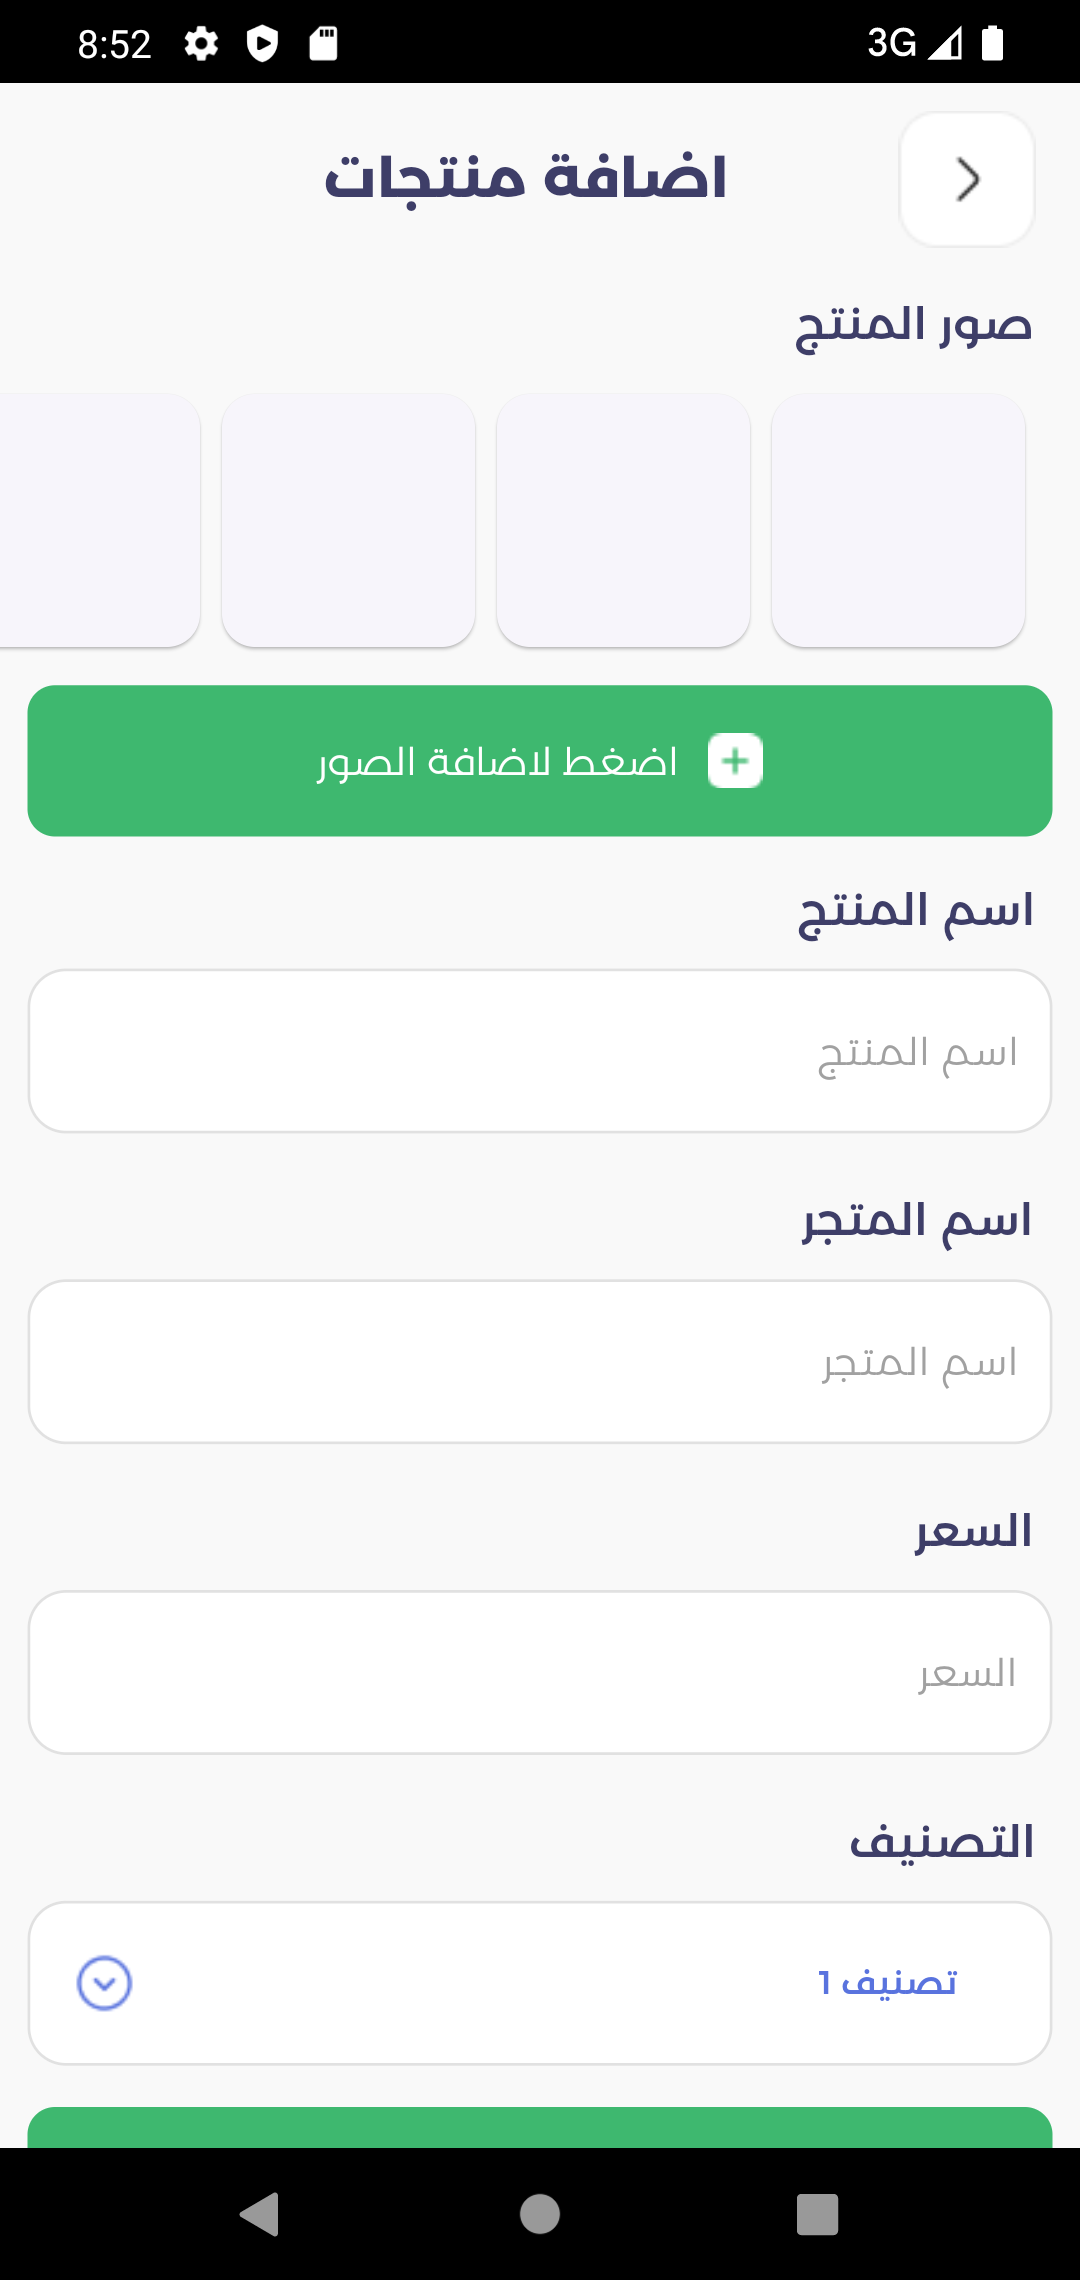 8:52 3G
اضافة منتجات
صور المنتج
اضغط لاضافة الصور
اسم المنتج
اسم المنتج
اسم المتجر
اسم المتجر
السعر
السعر
التصنيف
تصنيف 1